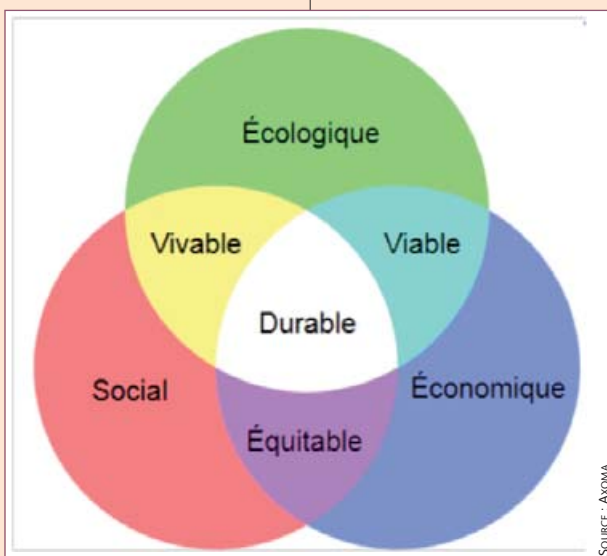 Écologique
Vivable
Viable
Durable
Social
Économique
Équitable
SOURCE : AXOMA